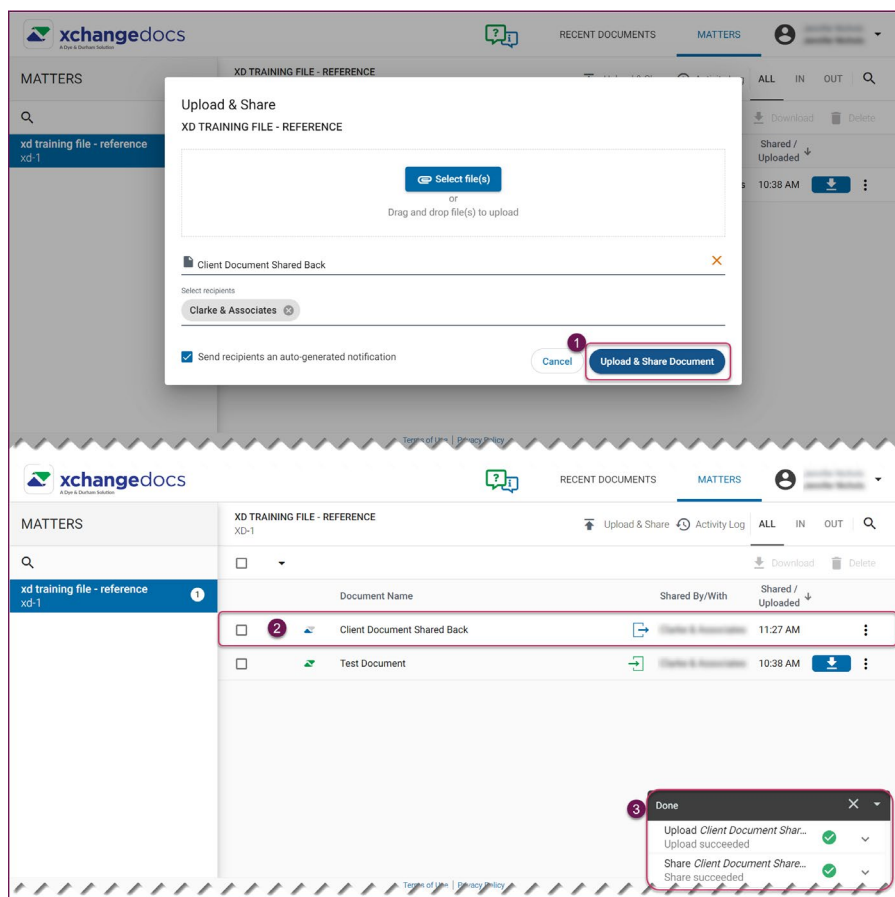 xchangedocs
A Dye & Durham Solution
RECENT DOCUMENTS
MATTERS
MATTERS
XD TRAINING FILE - REFERENCE
Activity Log
ALL
IN
OUT
Download
Delete
xd training file - reference
xd-1
Shared /
Uploaded
s
10:38 AM
Upload & Share
XD TRAINING FILE - REFERENCE
Select file(s)
or
Drag and drop file(s) to upload
Client Document Shared Back
Select recipients
Clarke & Associates
Send recipients an auto-generated notification
1
Cancel
Upload & Share Document
Terms of Use | Privacy Policy
xchangedocs
A Dye & Durham Solution
RECENT DOCUMENTS
MATTERS
MATTERS
XD TRAINING FILE - REFERENCE
XD-1
Upload & Share
Activity Log
ALL
IN
OUT
Download
Delete
xd training file - reference
xd-1
1
Document Name
Shared By/With
Shared /
Uploaded
2
Client Document Shared Back
11:27 AM
Test Document
10:38 AM
3
Done
Upload Client Document Shar...
Upload succeeded
Share Client Document Share...
Share succeeded
Terms of Use | Privacy Policy